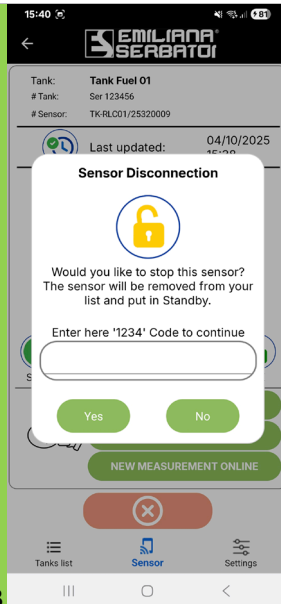 15:40
81
EMILIANA
SERBATOI
Tank: Tank Fuel 01
# Tank: Ser 123456
# Sensor: TK-RLC01/25320009
Last updated: 04/10/2025
Sensor Disconnection
Would you like to stop this sensor?
The sensor will be removed from your
list and put in Standby.
Enter here '1234' Code to continue
Yes No
NEW MEASUREMENT ONLINE
Tanks list Sensor Settings